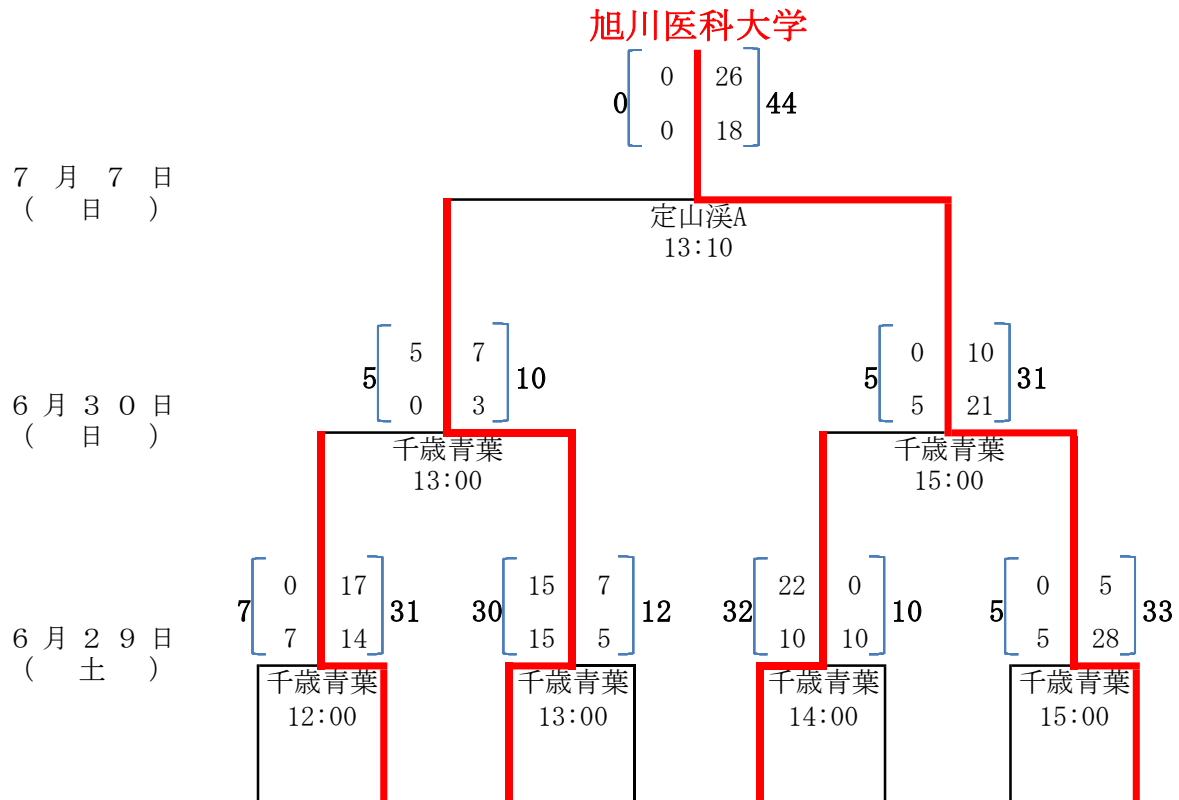 旭川医科大学
0 26
0 44
0 18
７月７日
(日)
定山渓A
13:10
5 7 0 10
5 10 5 31
0 3 5 21
６月３０日
(日)
千歳青葉 千歳青葉
13:00 15:00
0 17 15 7 22 0 0 5
7 31 30 12 32 10 5 33
7 14 15 5 10 10 5 28
６月２９日
(土)
千歳青葉 千歳青葉 千歳青葉 千歳青葉
12:00 13:00 14:00 15:00